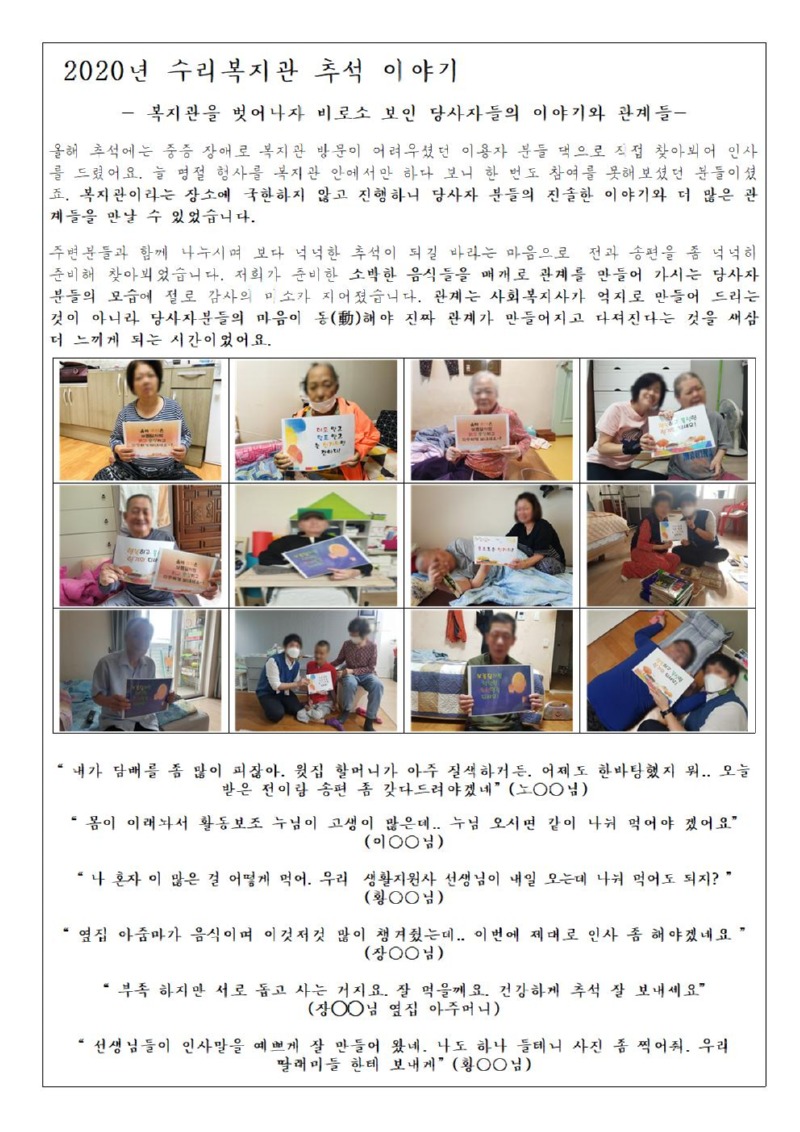 2020년 수리복지관 추석 이야기
- 복지관을 벗어나자 비로소 보인 당사자들의 이야기와 관계들-
올해 추석에는 중증 장애로 복지관 방문이 어려우셨던 이용자 분들 댁으로 직접 찾아뵈어 인사
를 드렸어요. 늘 명절 행사를 복지관 안에서만 하다 보니 한 번도 참여를 못해보셨던 분들이셨
죠. 복지관이라는 장소에 국한하지 않고 진행하니 당사자 분들의 진솔한 이야기와 더 많은 관
계들을 만날 수 있었습니다.
주변분들과 함께 나누시며 보다 넉넉한 추석이 되길 바라는 마음으로 전과 송편을 좀 넉넉히
준비해 찾아뵈었습니다. 저희가 준비한 소박한 음식들을 매개로 관계를 만들어 가시는 당사자
분들의 모습에 절로 감사의 미소가 지어졌습니다. 관계는 사회복지사가 억지로 만들어 드리는
것이 아니라 당사자분들의 마음이 동(動)해야 진짜 관계가 만들어지고 다져진다는 것을 새삼
더 느끼게 되는 시간이었어요.
“ 내가 담배를 좀 많이 피잖아. 윗집 할머니가 아주 질색하거든. 어제도 한바탕했지 뭐.. 오늘
받은 전이랑 송편 좀 갖다드려야겠네” (노○○님)
“ 몸이 이래놔서 활동보조 누님이 고생이 많은데.. 누님 오시면 같이 나눠 먹어야 겠어요”
(이○○님)
“ 나 혼자 이 많은 걸 어떻게 먹어. 우리 생활지원사 선생님이 내일 오는데 나눠 먹어도 되지? ”
(황○○님)
“ 옆집 아줌마가 음식이며 이것저것 많이 챙겨줬는데.. 이번에 제대로 인사 좀 해야겠네요 ”
(장○○님)
“ 부족 하지만 서로 돕고 사는 거지요. 잘 먹을께요. 건강하게 추석 잘 보내세요”
(장○○님 옆집 아주머니)
“ 선생님들이 인사말을 예쁘게 잘 만들어 왔네. 나도 하나 들테니 사진 좀 찍어줘. 우리
딸래미들 한테 보내게” (황○○님)